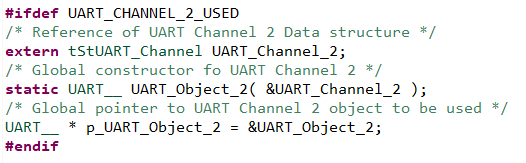 #ifdef UART_CHANNEL_2_USED
/* Reference of UART Channel 2 Data structure */
extern tStUART_Channel UART_Channel_2;
/* Global constructor fo UART Channel 2 */
static UART__ UART_Object_2( &UART_Channel_2 );
/* Global pointer to UART Channel 2 object to be used */
UART__ * p_UART_Object_2 = &UART_Object_2;
#endif